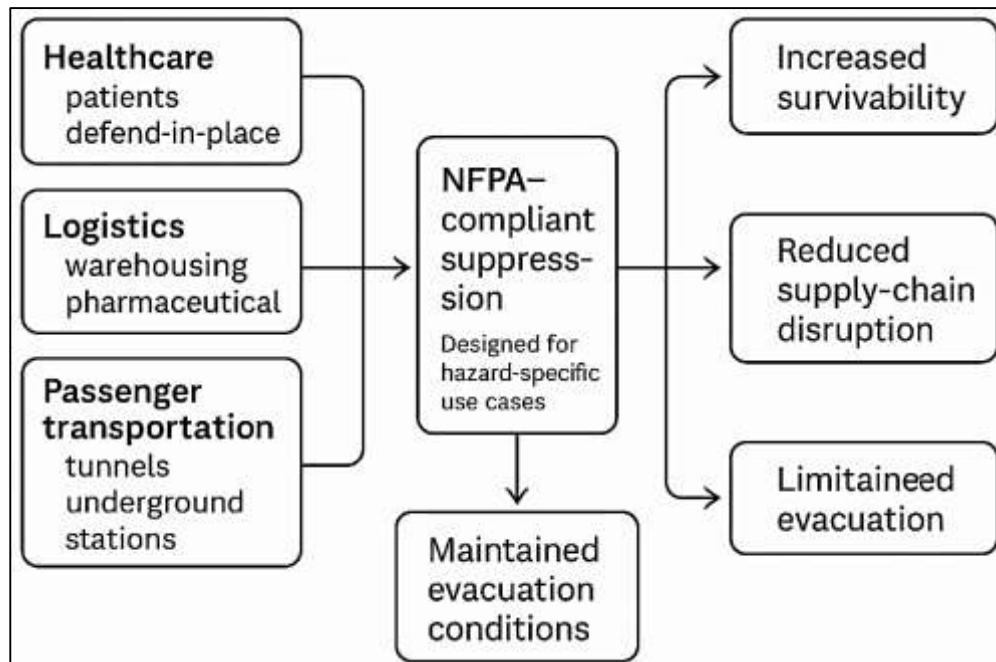 Healthcare
patients
defend-in-place
Logistics
warehousing
pharmaceutical
Passenger
transportation
tunnels
underground
stations
NFPA–
compliant
suppress-
sion
Designed for
hazard-specific
use cases
Maintained
evacuation
conditions
Increased
survivability
Reduced
supply-chain
disruption
Limitaineed
evacuation